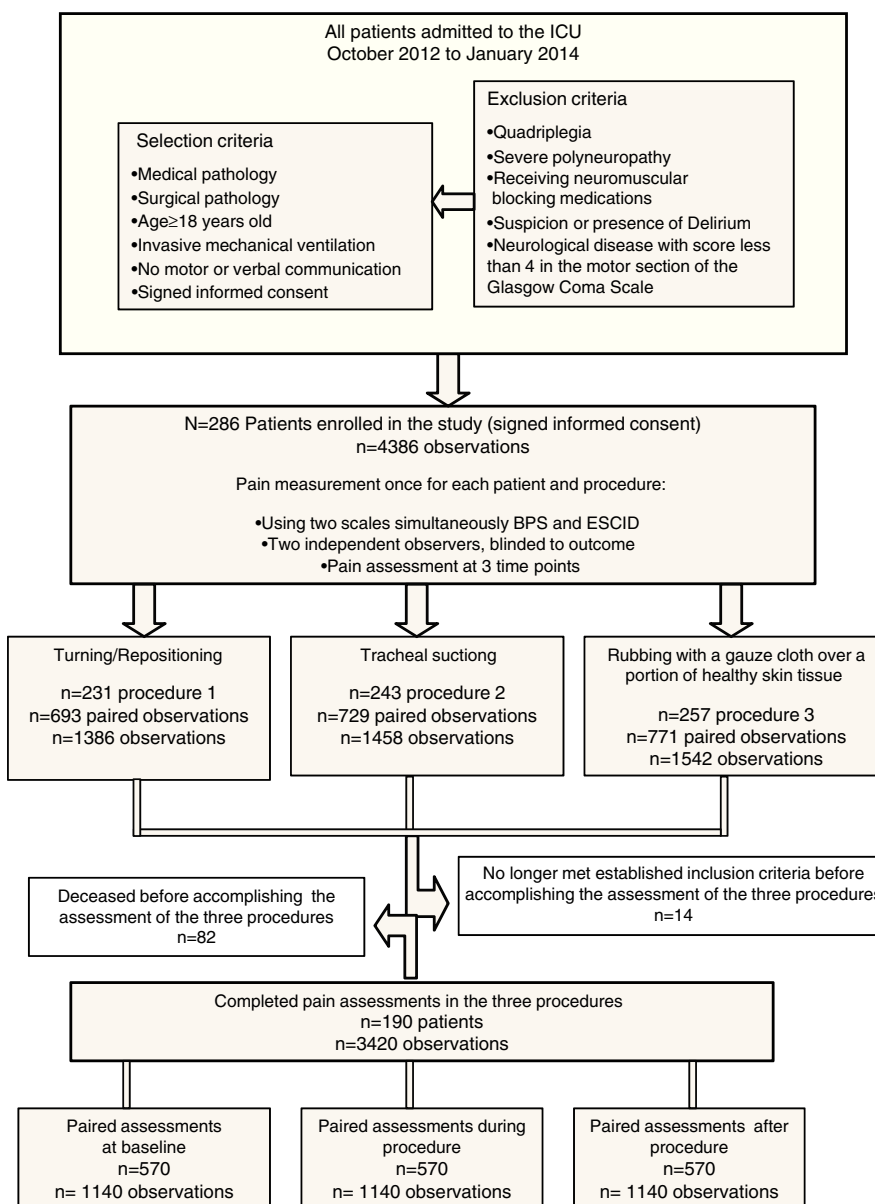 All patients admitted to the ICU
October 2012 to January 2014
Selection criteria
•Medical pathology
•Surgical pathology
•Age≥18 years old
•Invasive mechanical ventilation
•No motor or verbal communication
•Signed informed consent
Exclusion criteria
•Quadriplegia
•Severe polyneuropathy
•Receiving neuromuscular
blocking medications
•Suspicion or presence of Delirium
•Neurological disease with score less
than 4 in the motor section of the
Glasgow Coma Scale
N=286 Patients enrolled in the study (signed informed consent)
n=4386 observations
Pain measurement once for each patient and procedure:
•Using two scales simultaneously BPS and ESCID
•Two independent observers, blinded to outcome
•Pain assessment at 3 time points
Turning/Repositioning
n=231 procedure 1
n=693 paired observations
n=1386 observations
Tracheal suctiong
n=243 procedure 2
n=729 paired observations
n=1458 observations
Rubbing with a gauze cloth over a
portion of healthy skin tissue
n=257 procedure 3
n=771 paired observations
n=1542 observations
Deceased before accomplishing the
assessment of the three procedures
n=82
No longer met established inclusion criteria before
accomplishing the assessment of the three procedures
n=14
Completed pain assessments in the three procedures
n=190 patients
n=3420 observations
Paired assessments
at baseline
n=570
n= 1140 observations
Paired assessments during
procedure
n=570
n= 1140 observations
Paired assessments after
procedure
n=570
n= 1140 observations